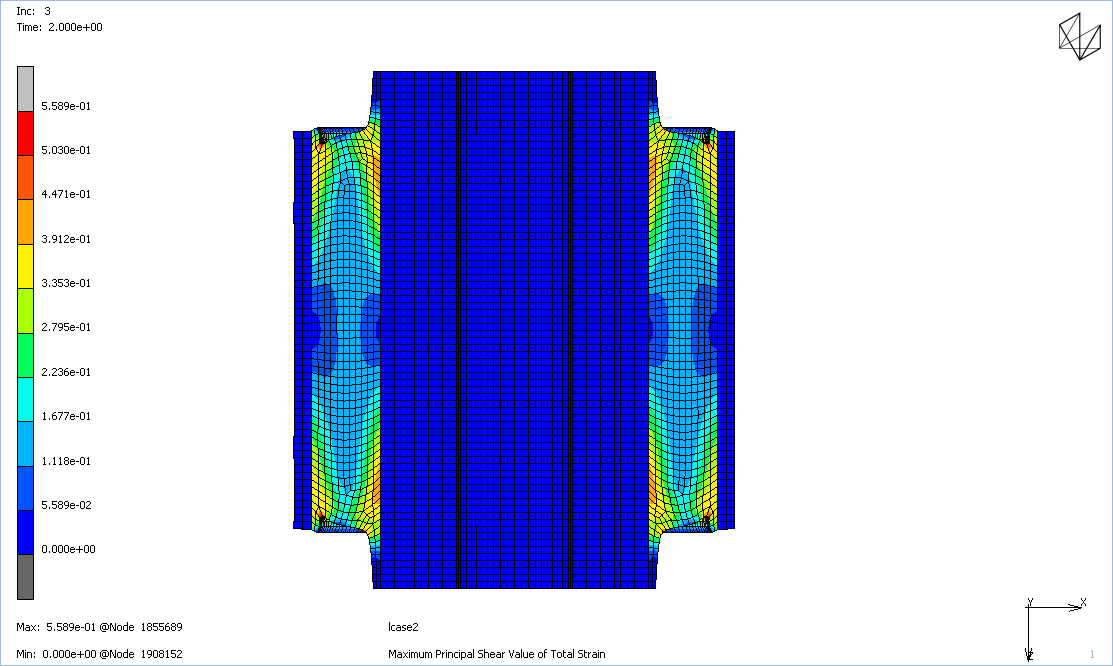 Inc: 3
Time: 2.000e+00
5.589e-01
5.030e-01
4.471e-01
3.912e-01
3.353e-01
2.795e-01
2.236e-01
1.677e-01
1.118e-01
5.589e-02
0.000e+00
Max: 5.589e-01 @Node 1855689
Min: 0.000e+00 @Node 1908152
lcase2
Maximum Principal Shear Value of Total Strain
Y
X
Z
1